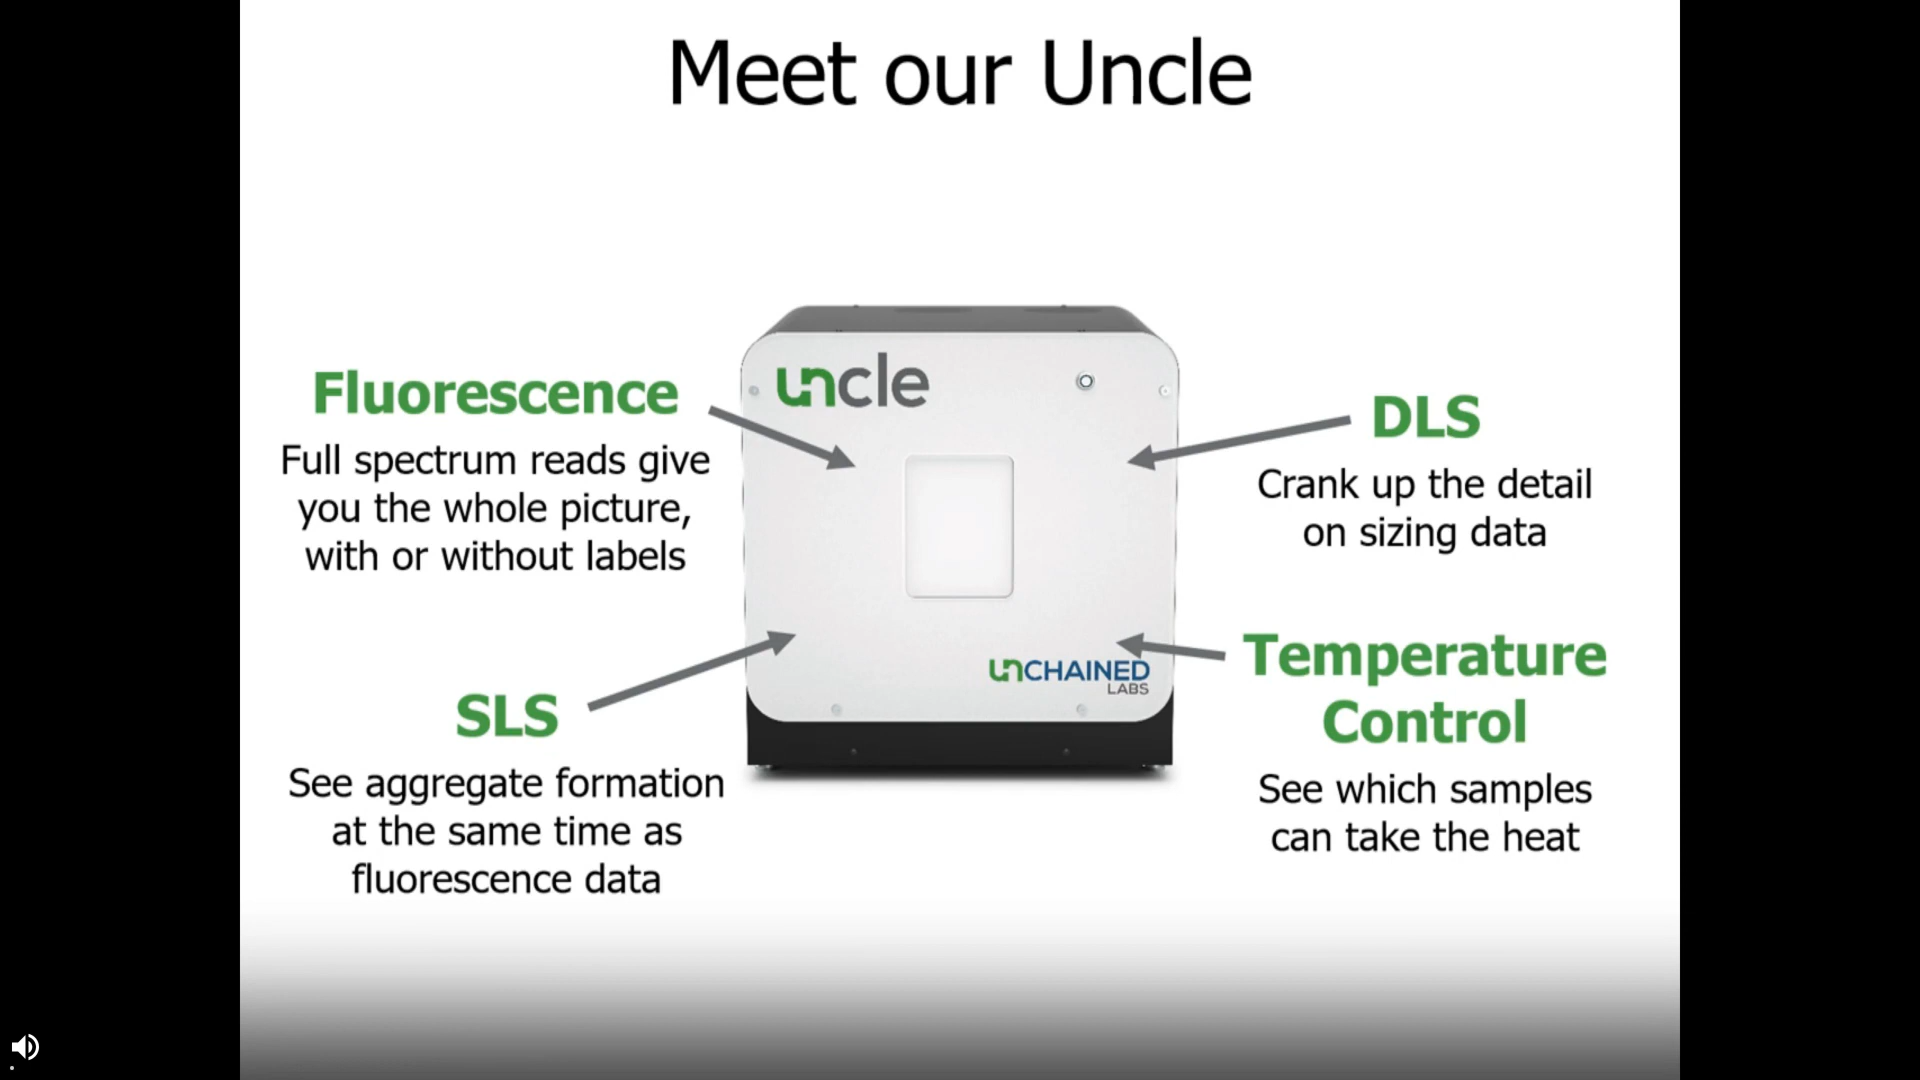 Meet our Uncle
uncle
Fluorescence
Full spectrum reads give
you the whole picture,
with or without labels
DLS
Crank up the detail
on sizing data
SLS
See aggregate formation
at the same time as
fluorescence data
Temperature
Control
See which samples
can take the heat
UNCHAINED
LABS